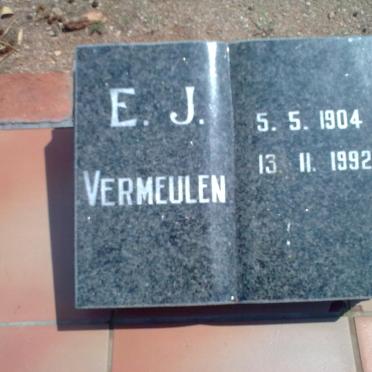 E. J.
VERMEULEN
5. 5. 1904
13 11. 1992